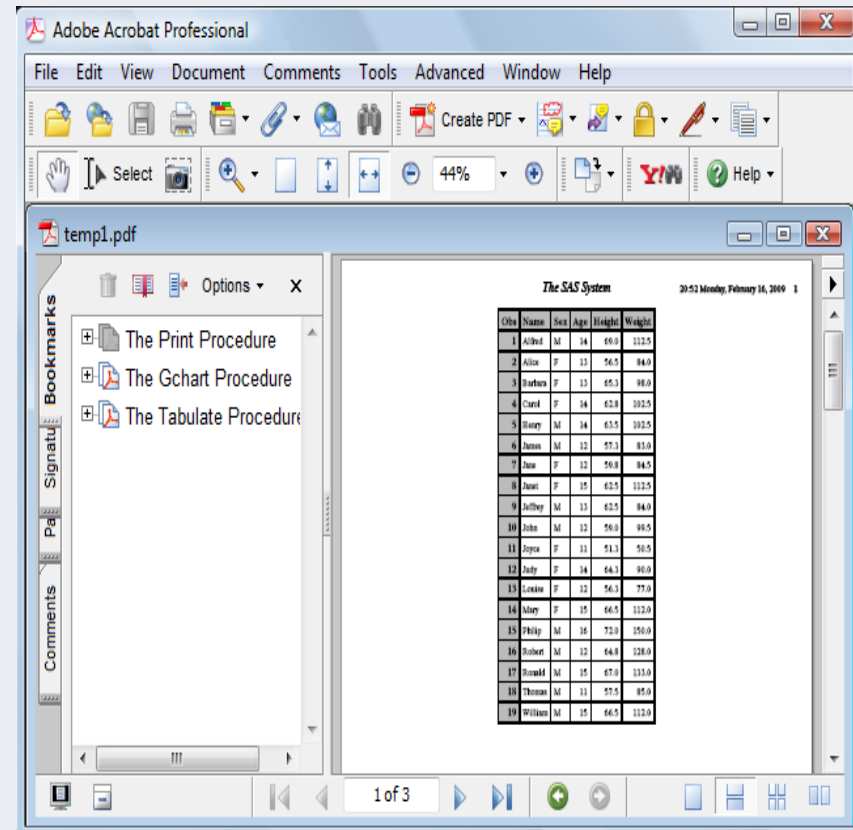 Adobe Acrobat Professional
File Edit View Document Comments Tools Advanced Window Help
Create PDF
Select 44% Y! Help
temp1.pdf
Bookmarks
Signatu
Pa
Comments
Options x
The Print Procedure
The Gchart Procedure
The Tabulate Procedure
The SAS System 20:52 Monday, February 16, 2009 1
Obs Name Sex Age Height Weight
1 Alfred M 14 69.0 112.5
2 Alice F 13 56.5 84.0
3 Barbara F 13 65.3 98.0
4 Carol F 14 62.8 102.5
5 Henry M 14 63.5 102.5
6 James M 12 57.3 83.0
7 Jane F 12 59.8 84.5
8 Janet F 15 62.5 112.5
9 Jeffrey M 13 62.5 84.0
10 John M 12 59.0 99.5
11 Joyce F 11 51.3 50.5
12 Judy F 14 64.3 90.0
13 Louise F 12 56.3 77.0
14 Mary F 15 66.5 112.0
15 Philip M 16 72.0 150.0
16 Robert M 12 64.8 128.0
17 Ronald M 15 67.0 133.0
18 Thomas M 11 57.5 85.0
19 William M 15 66.5 112.0
1 of 3